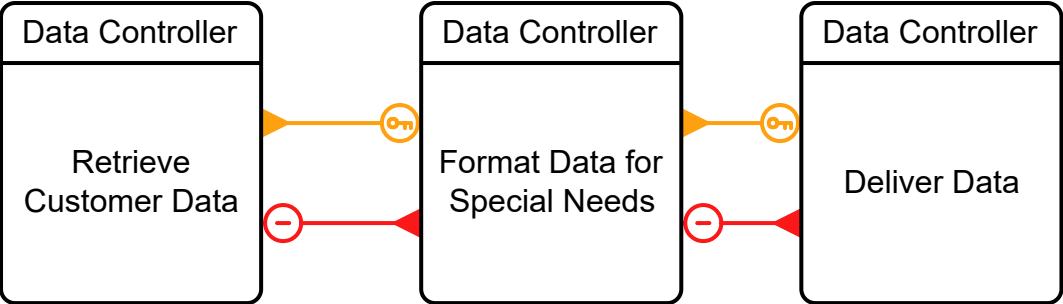 Data Controller
Retrieve
Customer Data
Data Controller
Format Data for
Special Needs
Data Controller
Deliver Data